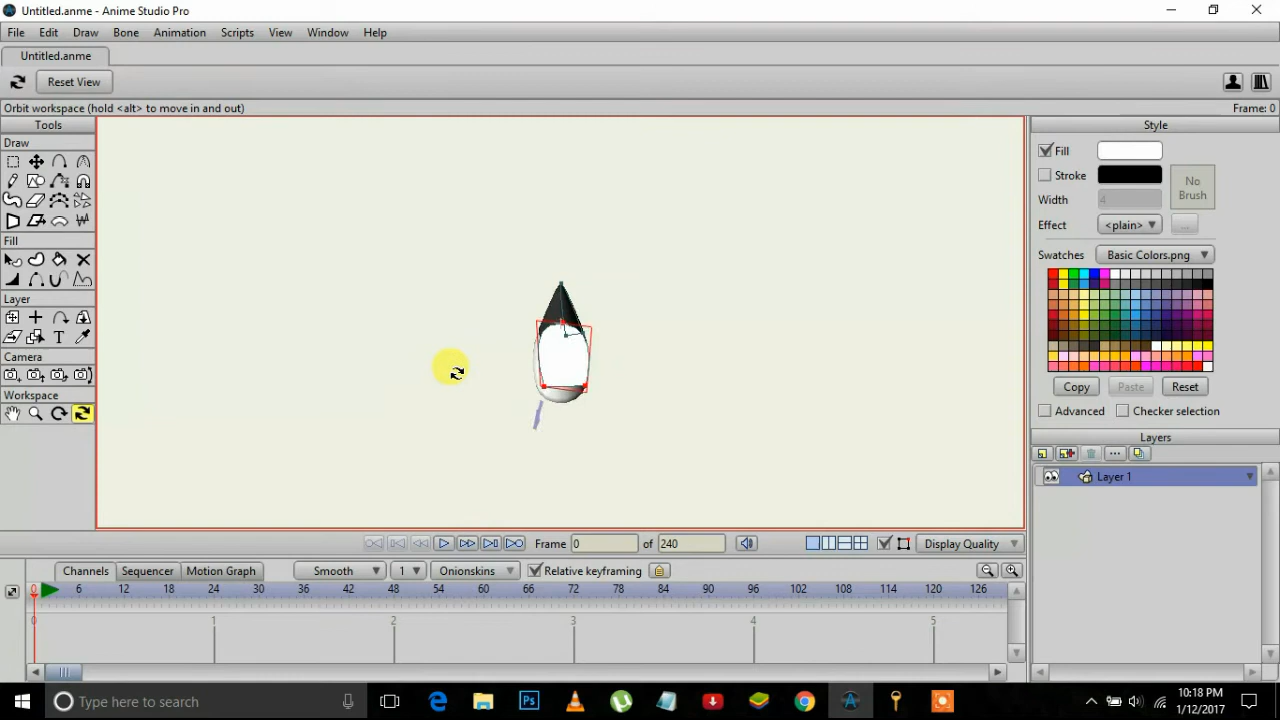 Untitled.anme - Anime Studio Pro
File Edit Draw Bone Animation Scripts View Window Help
Untitled.anme
Reset View
Orbit workspace (hold <alt> to move in and out)
Frame: 0
Tools
Draw
Fill
Layer
Camera
Workspace
Style
Fill
Stroke
No Brush
Width 4
Effect <plain> ...
Swatches Basic Colors.png
Copy Paste Reset
Advanced Checker selection
Layers
Layer 1
Frame 0 of 240 Display Quality
Channels Sequencer Motion Graph Smooth 1 Onionskins Relative keyframing
0 6 12 18 24 30 36 42 48 54 60 66 72 78 84 90 96 102 108 114 120 126
0 1 2 3 4 5
Type here to search
10:18 PM
1/12/2017